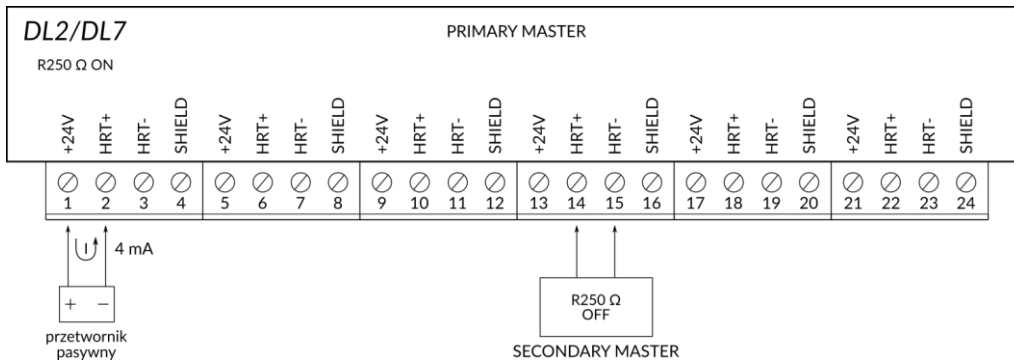 DL2/DL7
PRIMARY MASTER
R250 Ω ON
+24V HRT+ HRT- SHIELD +24V HRT+ HRT- SHIELD +24V HRT+ HRT- SHIELD +24V HRT+ HRT- SHIELD +24V HRT+ HRT- SHIELD +24V HRT+ HRT- SHIELD
1 2 3 4 5 6 7 8 9 10 11 12 13 14 15 16 17 18 19 20 21 22 23 24
I 4 mA
+ −
przetwornik
pasywny
R250 Ω
OFF
SECONDARY MASTER